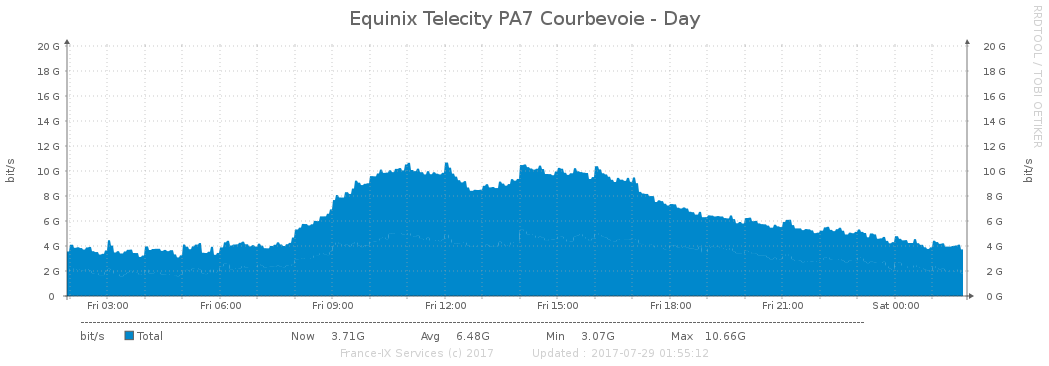 Equinix Telecity PA7 Courbevoie - Day
RRDTOOL / TOBI OETIKER
bit/s
20 G 20 G
18 G 18 G
16 G 16 G
14 G 14 G
12 G 12 G
10 G 10 G
8 G 8 G
6 G 6 G
4 G 4 G
2 G 2 G
0 0 G
bit/s
Fri 03:00 Fri 06:00 Fri 09:00 Fri 12:00 Fri 15:00 Fri 18:00 Fri 21:00 Sat 00:00
bit/s Total Now 3.71G Avg 6.48G Min 3.07G Max 10.66G
France-IX Services (c) 2017 Updated : 2017-07-29 01:55:12